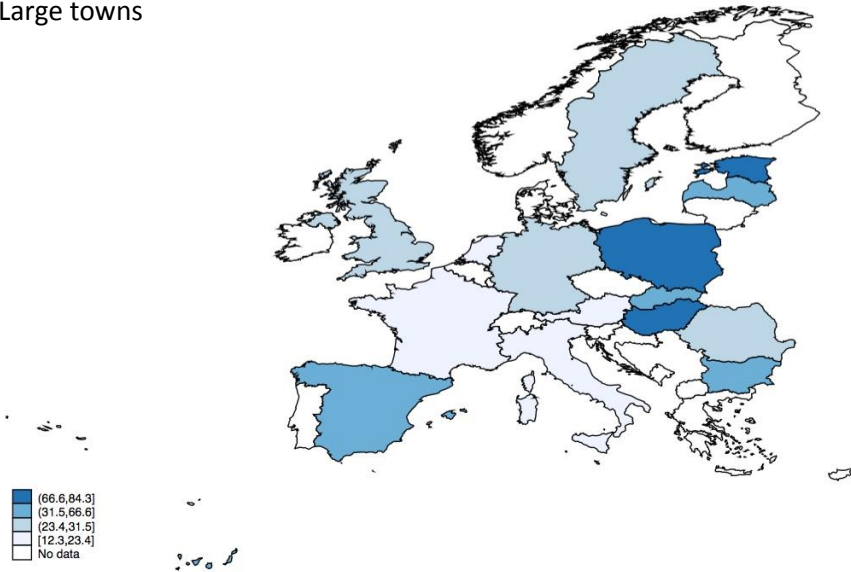 Large towns
(66.6,84.3]
(31.5,66.6]
(23.4,31.5]
[12.3,23.4]
No data